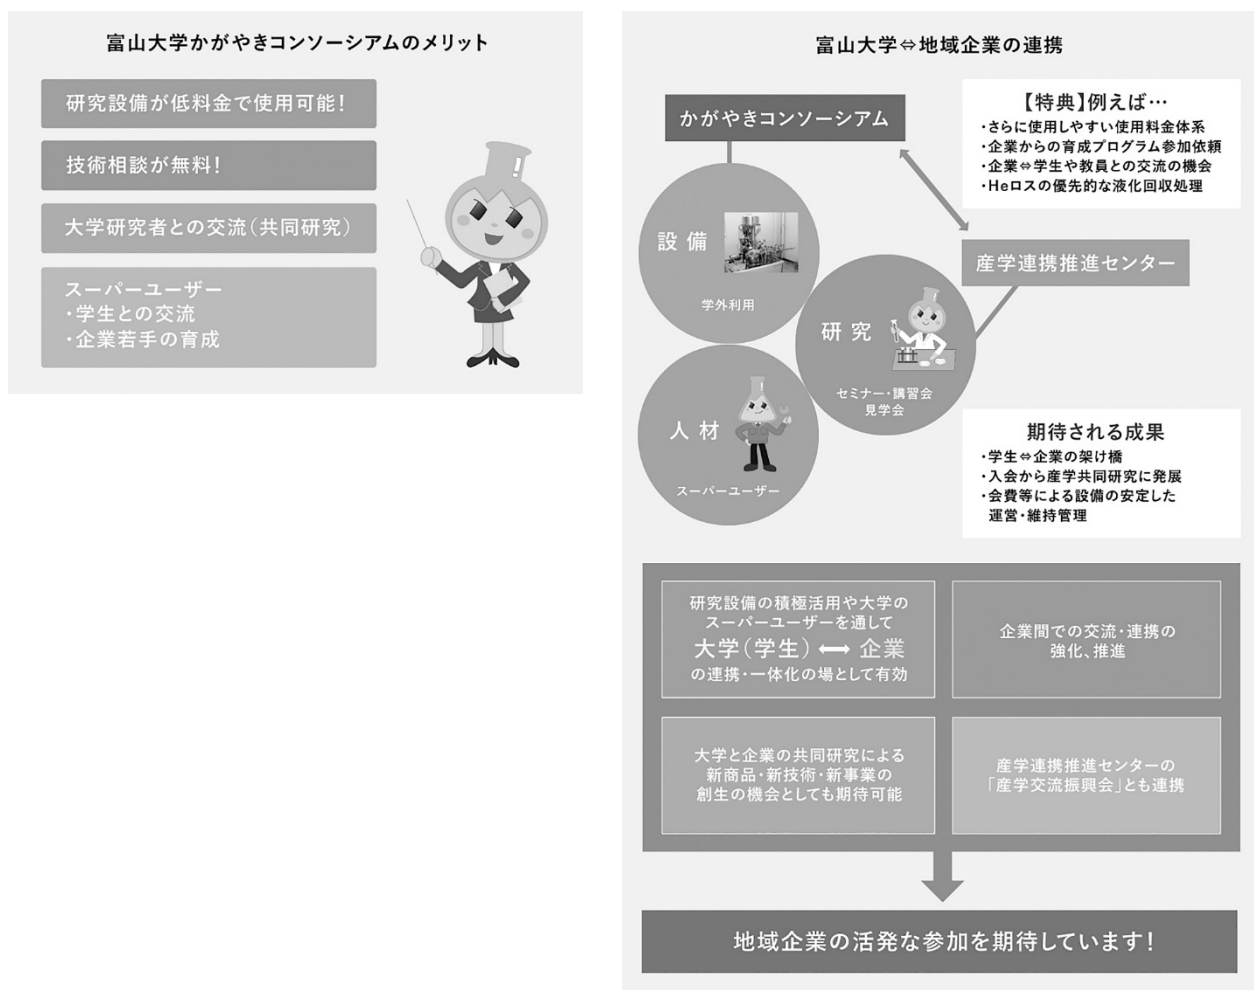 富山大学かがやきコンソーシアムのメリット
研究設備が低料金で使用可能！
技術相談が無料！
大学研究者との交流（共同研究）
スーパーユーザー
・学生との交流
・企業若手の育成
富山大学⇔地域企業の連携
かがやきコンソーシアム
【特典】例えば…
・さらに使用しやすい使用料金体系
・企業からの育成プログラム参加依頼
・企業⇔学生や教員との交流の機会
・Heロスの優先的な液化回収処理
設備
学外利用
産学連携推進センター
研究
セミナー・講習会
見学会
人材
スーパーユーザー
期待される成果
・学生⇔企業の架け橋
・入会から産学共同研究に発展
・会費等による設備の安定した
運営・維持管理
研究設備の積極活用や大学の
スーパーユーザーを通して
大学（学生）⟷企業
の連携・一体化の場として有効
企業間での交流・連携の
強化、推進
大学と企業の共同研究による
新商品・新技術・新事業の
創生の機会としても期待可能
産学連携推進センターの
「産学交流振興会」とも連携
地域企業の活発な参加を期待しています！